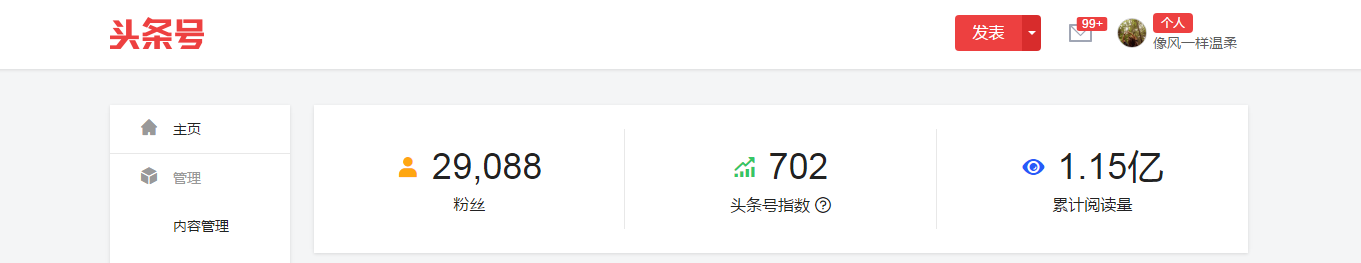 头条号
发表
99+
个人
像风一样温柔
主页
管理
内容管理
29,088
粉丝
702
头条号指数
1.15亿
累计阅读量